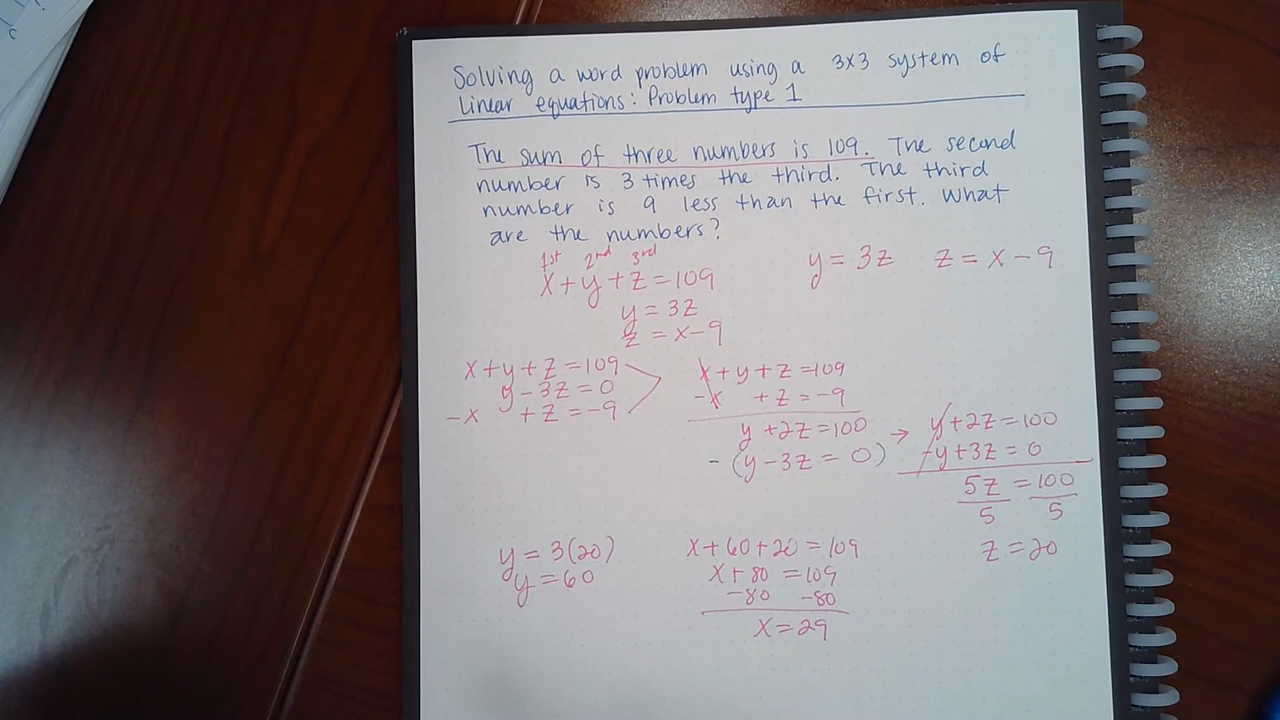 Solving a word problem using a 3x3 system of
linear equations: Problem type 1
The sum of three numbers is 109. The second
number is 3 times the third. The third
number is 9 less than the first. What
are the numbers?
1st 2nd 3rd
x+y+z=109
y=3z
z=x-9
y=3z z=x-9
x+y+z=109
y-3z=0
-x +z=-9
x+y+z=109
-x +z=-9
y+2z=100
-(y-3z=0)
→ y+2z=100
-y+3z=0
5z=100
5 5
z=20
y=3(20)
y=60
x+60+20=109
x+80=109
-80 -80
x=29